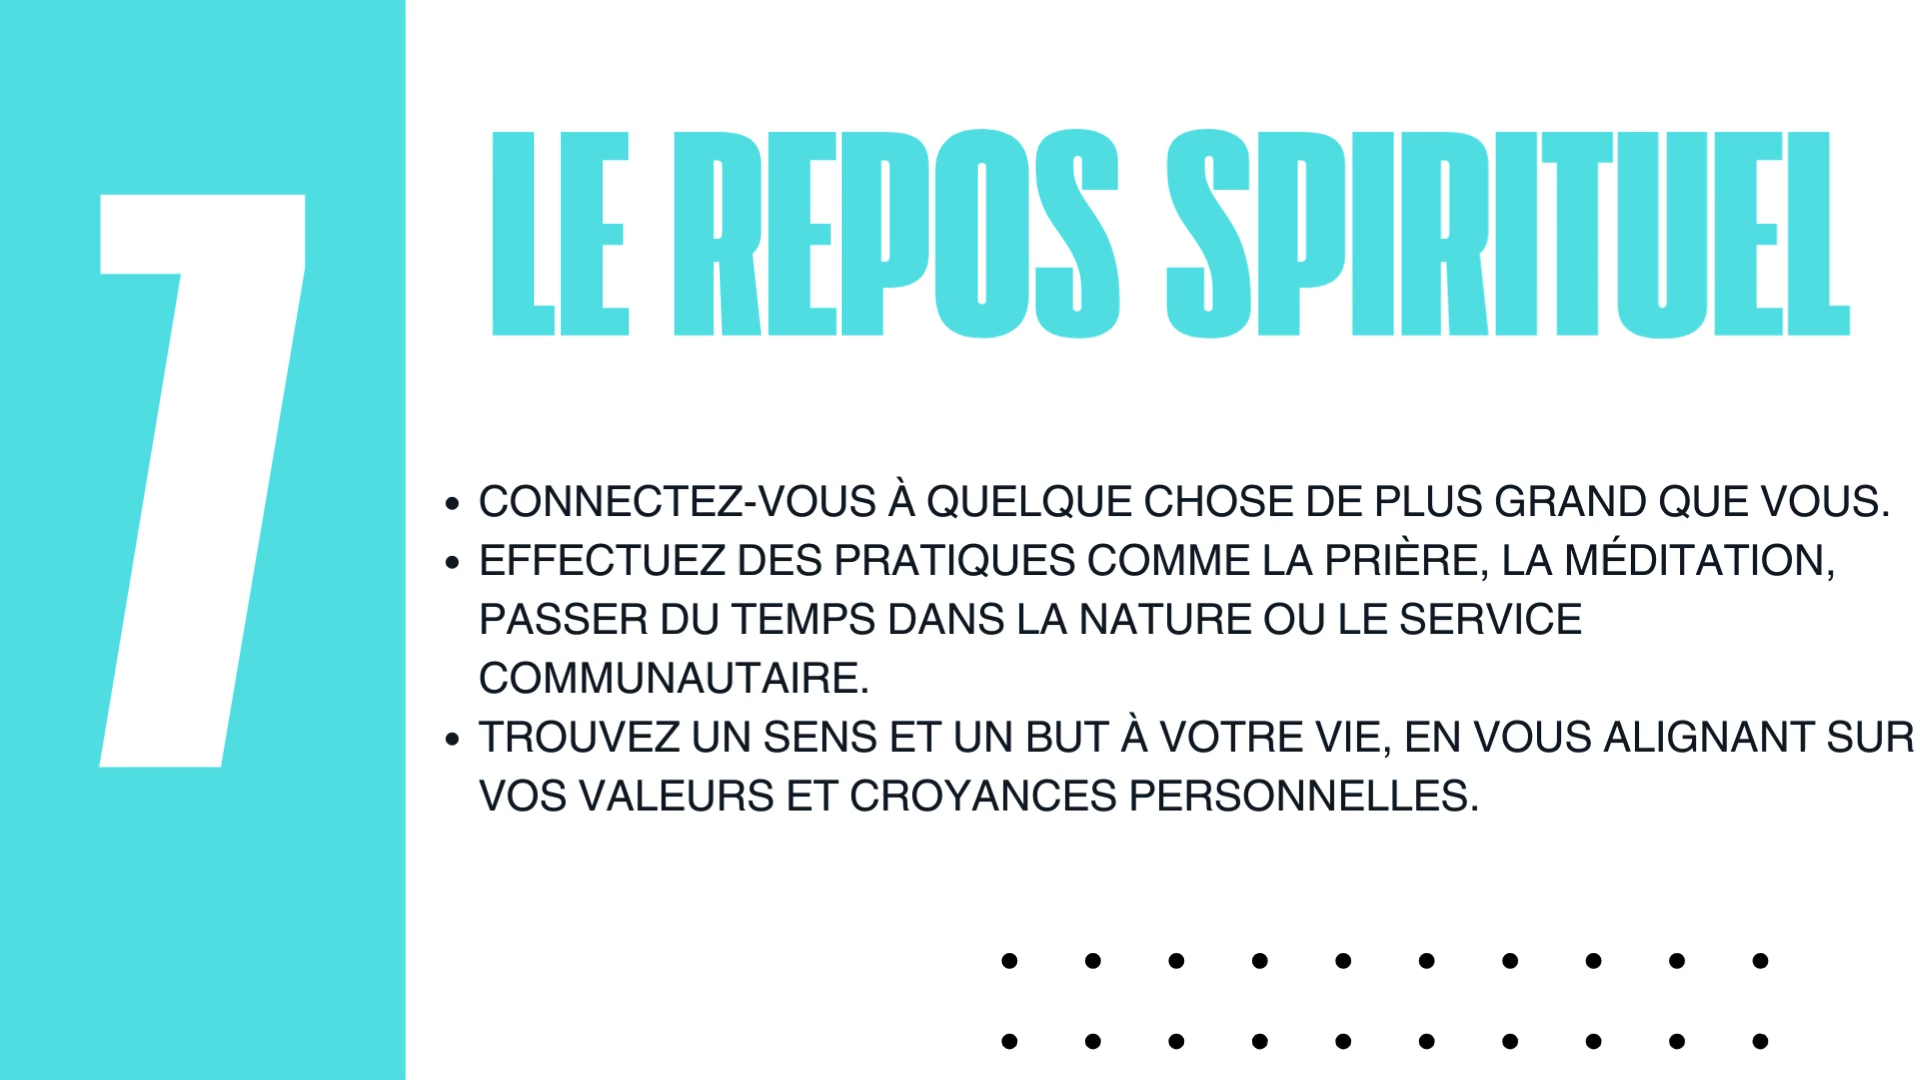 7
LE REPOS SPIRITUEL
• CONNECTEZ-VOUS À QUELQUE CHOSE DE PLUS GRAND QUE VOUS.
• EFFECTUEZ DES PRATIQUES COMME LA PRIÈRE, LA MÉDITATION,
PASSER DU TEMPS DANS LA NATURE OU LE SERVICE
COMMUNAUTAIRE.
• TROUVEZ UN SENS ET UN BUT À VOTRE VIE, EN VOUS ALIGNANT SUR
VOS VALEURS ET CROYANCES PERSONNELLES.